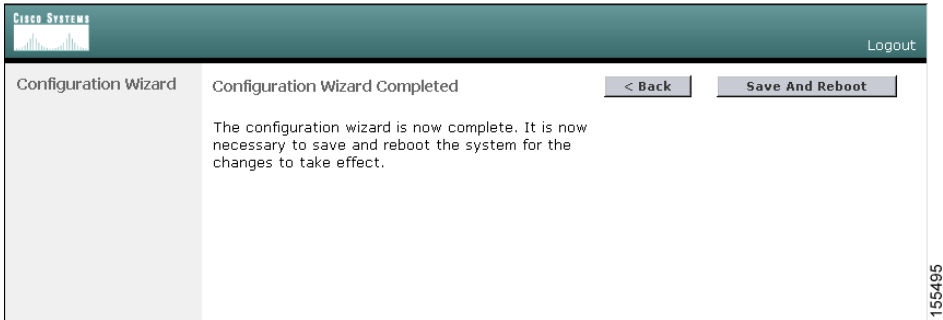 CISCO SYSTEMS
Logout
Configuration Wizard
Configuration Wizard Completed
< Back
Save And Reboot
The configuration wizard is now complete. It is now
necessary to save and reboot the system for the
changes to take effect.
155495